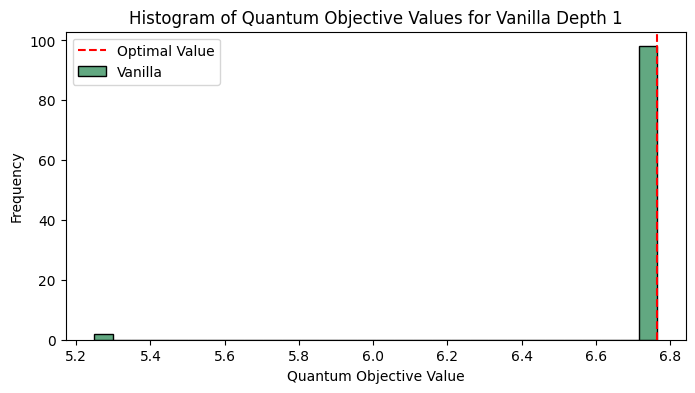 Histogram of Quantum Objective Values for Vanilla Depth 1
Optimal Value
Vanilla
Frequency
100
80
60
40
20
0
5.2 5.4 5.6 5.8 6.0 6.2 6.4 6.6 6.8
Quantum Objective Value